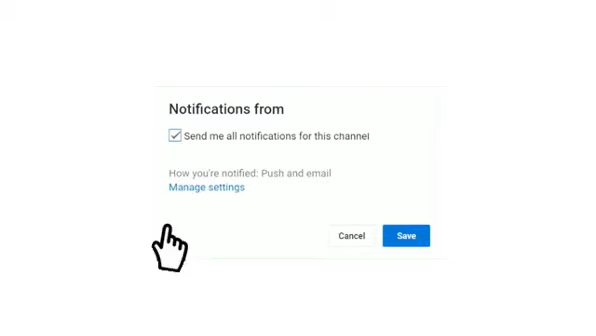 Notifications from
Send me all notifications for this channel
How you're notified: Push and email
Manage settings
Cancel
Save